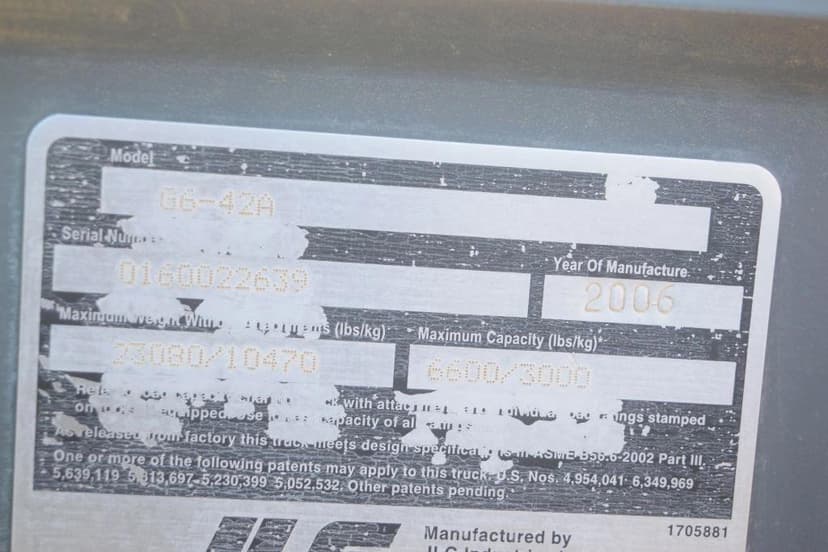 Model
G6-42A
Serial Num
0160022639
Year Of Manufacture
2006
Maximum Weight With (lbs/kg)
23080/10470
Maximum Capacity (lbs/kg)
6600/3000
with ings stamped
on capacity of
As released from factory this truck meets design in ASME B56.6-2002 Part III.
One or more of the following patents may apply to this truck. U.S. Nos. 4,954,041 6,349,969
5,639,119 5,813,697 5,230,399 5,052,532. Other patents pending.
Manufactured by
1705881